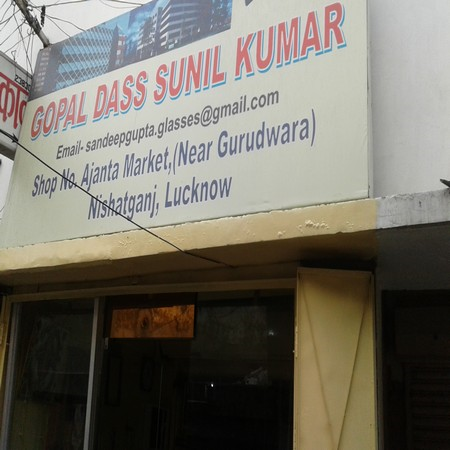 GOPAL DASS SUNIL KUMAR
Email- sandeepgupta.glasses@gmail.com
Shop No. Ajanta Market,(Near Gurudwara)
Nishatganj, Lucknow